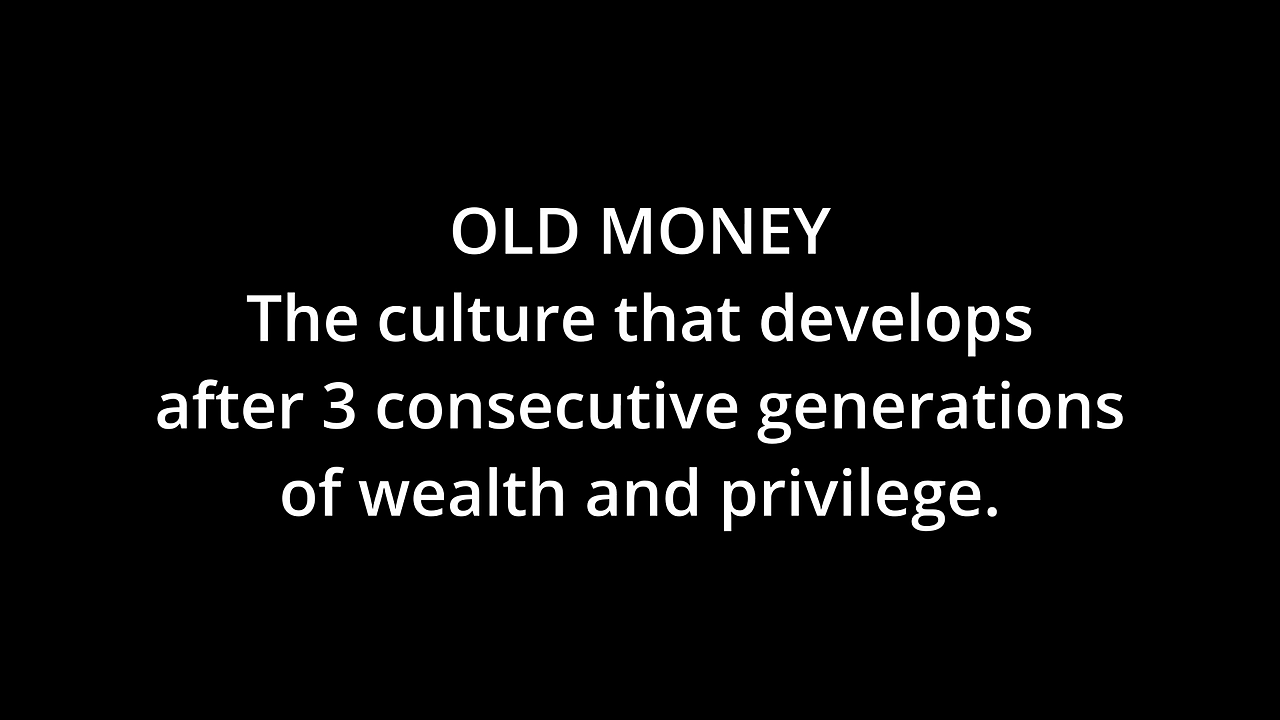 OLD MONEY
The culture that develops
after 3 consecutive generations
of wealth and privilege.